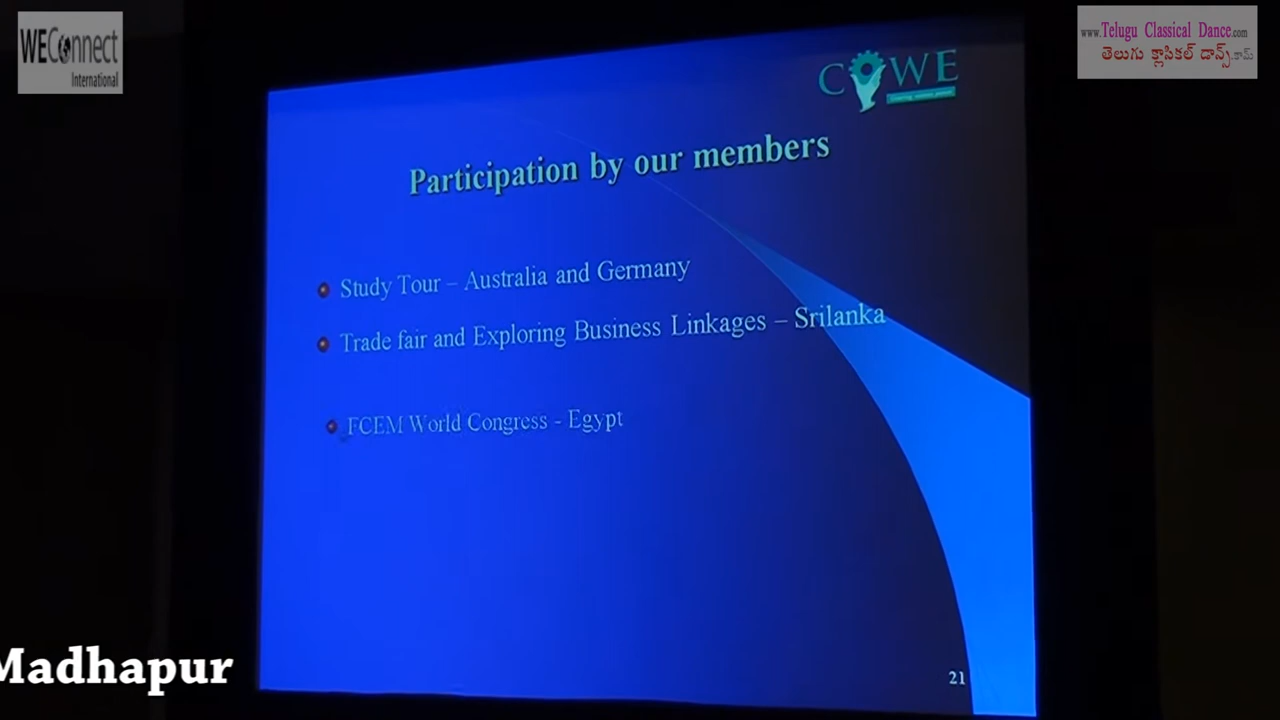 WEConnect
International
www.Telugu Classical Dance.com
తెలుగు క్లాసికల్ డాన్స్.కామ్
COWE
Participation by our members
Study Tour – Australia and Germany
Trade fair and Exploring Business Linkages – Srilanka
FCEM World Congress - Egypt
21
Madhapur